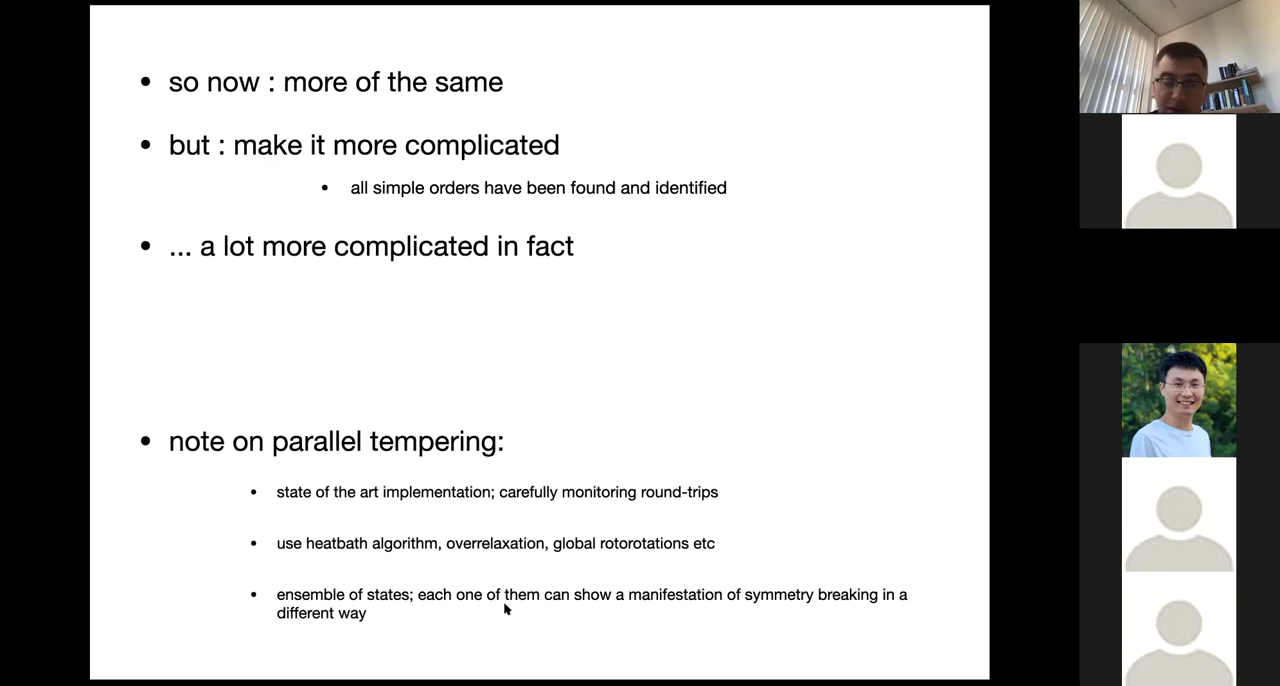 • so now : more of the same
• but : make it more complicated
• all simple orders have been found and identified
• ... a lot more complicated in fact
• note on parallel tempering:
• state of the art implementation; carefully monitoring round-trips
• use heatbath algorithm, overrelaxation, global rotorotations etc
• ensemble of states; each one of them can show a manifestation of symmetry breaking in a
different way